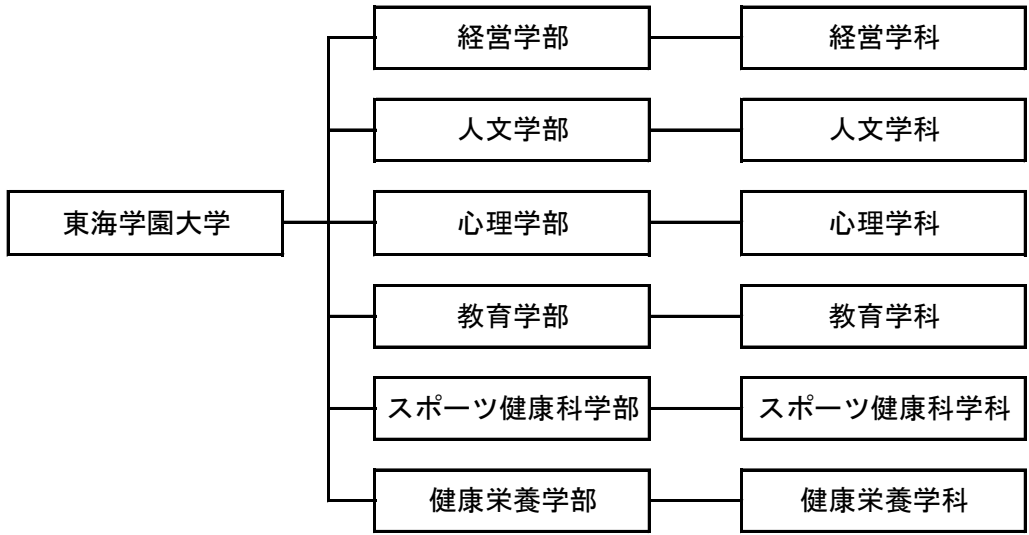 経営学部
経営学科
人文学部
人文学科
東海学園大学
心理学部
心理学科
教育学部
教育学科
スポーツ健康科学部
スポーツ健康科学科
健康栄養学部
健康栄養学科